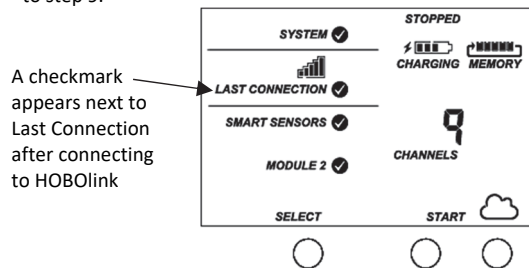 to step 5.
A checkmark
appears next to
Last Connection
after connecting
to HOBOlink
SYSTEM
LAST CONNECTION
SMART SENSORS
MODULE 2
SELECT
STOPPED
CHARGING MEMORY
9
CHANNELS
START